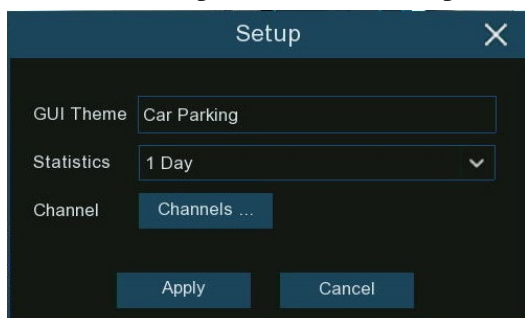 Setup
GUI Theme Car Parking
Statistics 1 Day
Channel Channels ...
Apply Cancel